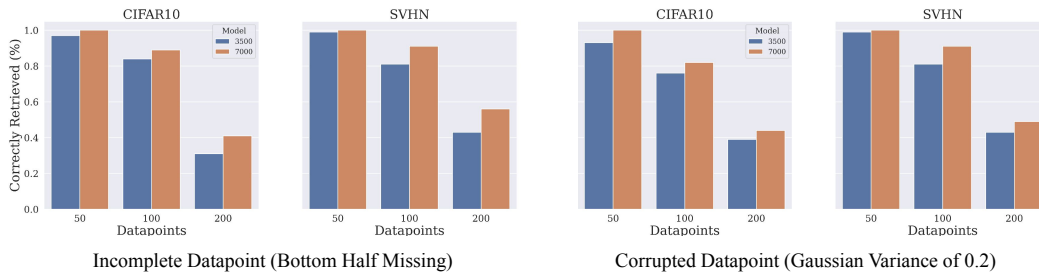 CIFAR10
SVHN
CIFAR10
SVHN
Correctly Retrieved (%)
1.0
0.8
0.6
0.4
0.2
0.0
Model
3500
7000
Model
3500
7000
50 100 200
50 100 200
50 100 200
50 100 200
Datapoints
Datapoints
Datapoints
Datapoints
Incomplete Datapoint (Bottom Half Missing)
Corrupted Datapoint (Gaussian Variance of 0.2)